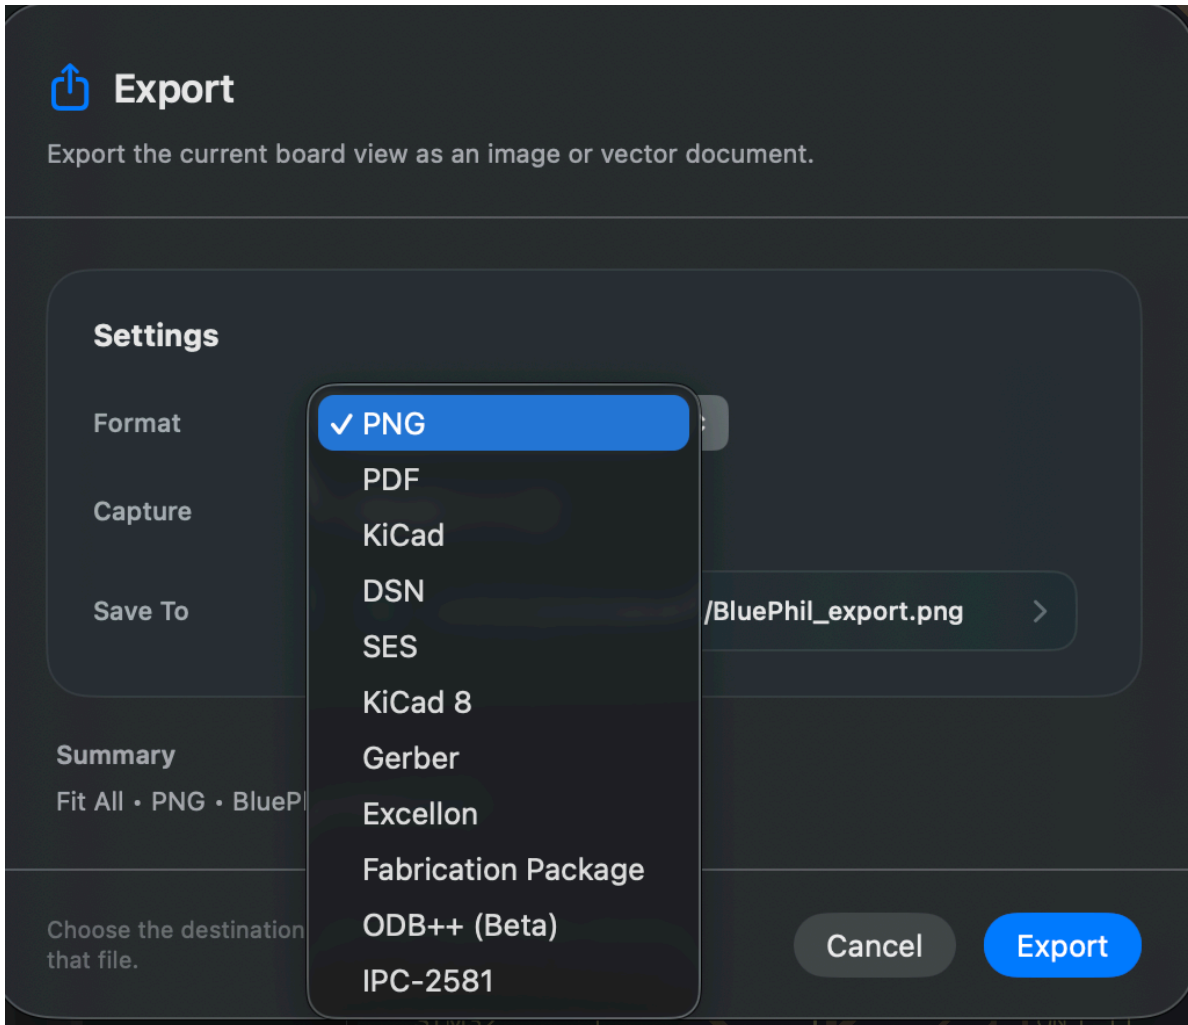 Export
Export the current board view as an image or vector document.
Settings
Format
✓ PNG
PDF
KiCad
DSN
SES
KiCad 8
Gerber
Excellon
Fabrication Package
ODB++ (Beta)
IPC-2581
Capture
Save To
/BluePhil_export.png
Summary
Fit All • PNG •
Choose the destination
that file.
Cancel
Export